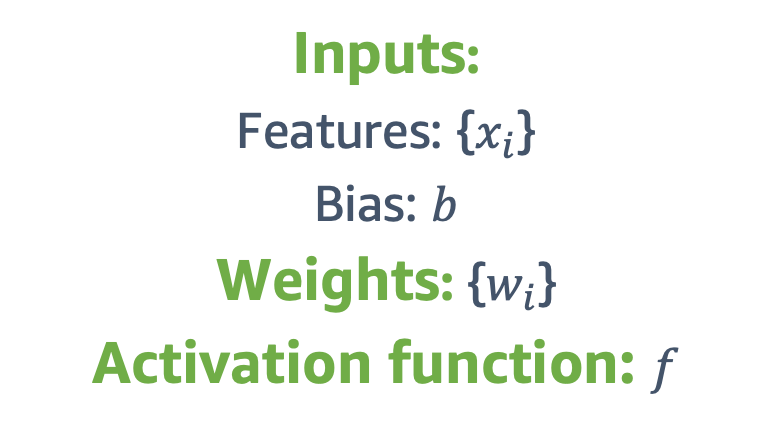 Inputs:
Features: {xᵢ}
Bias: b
Weights: {wᵢ}
Activation function: f